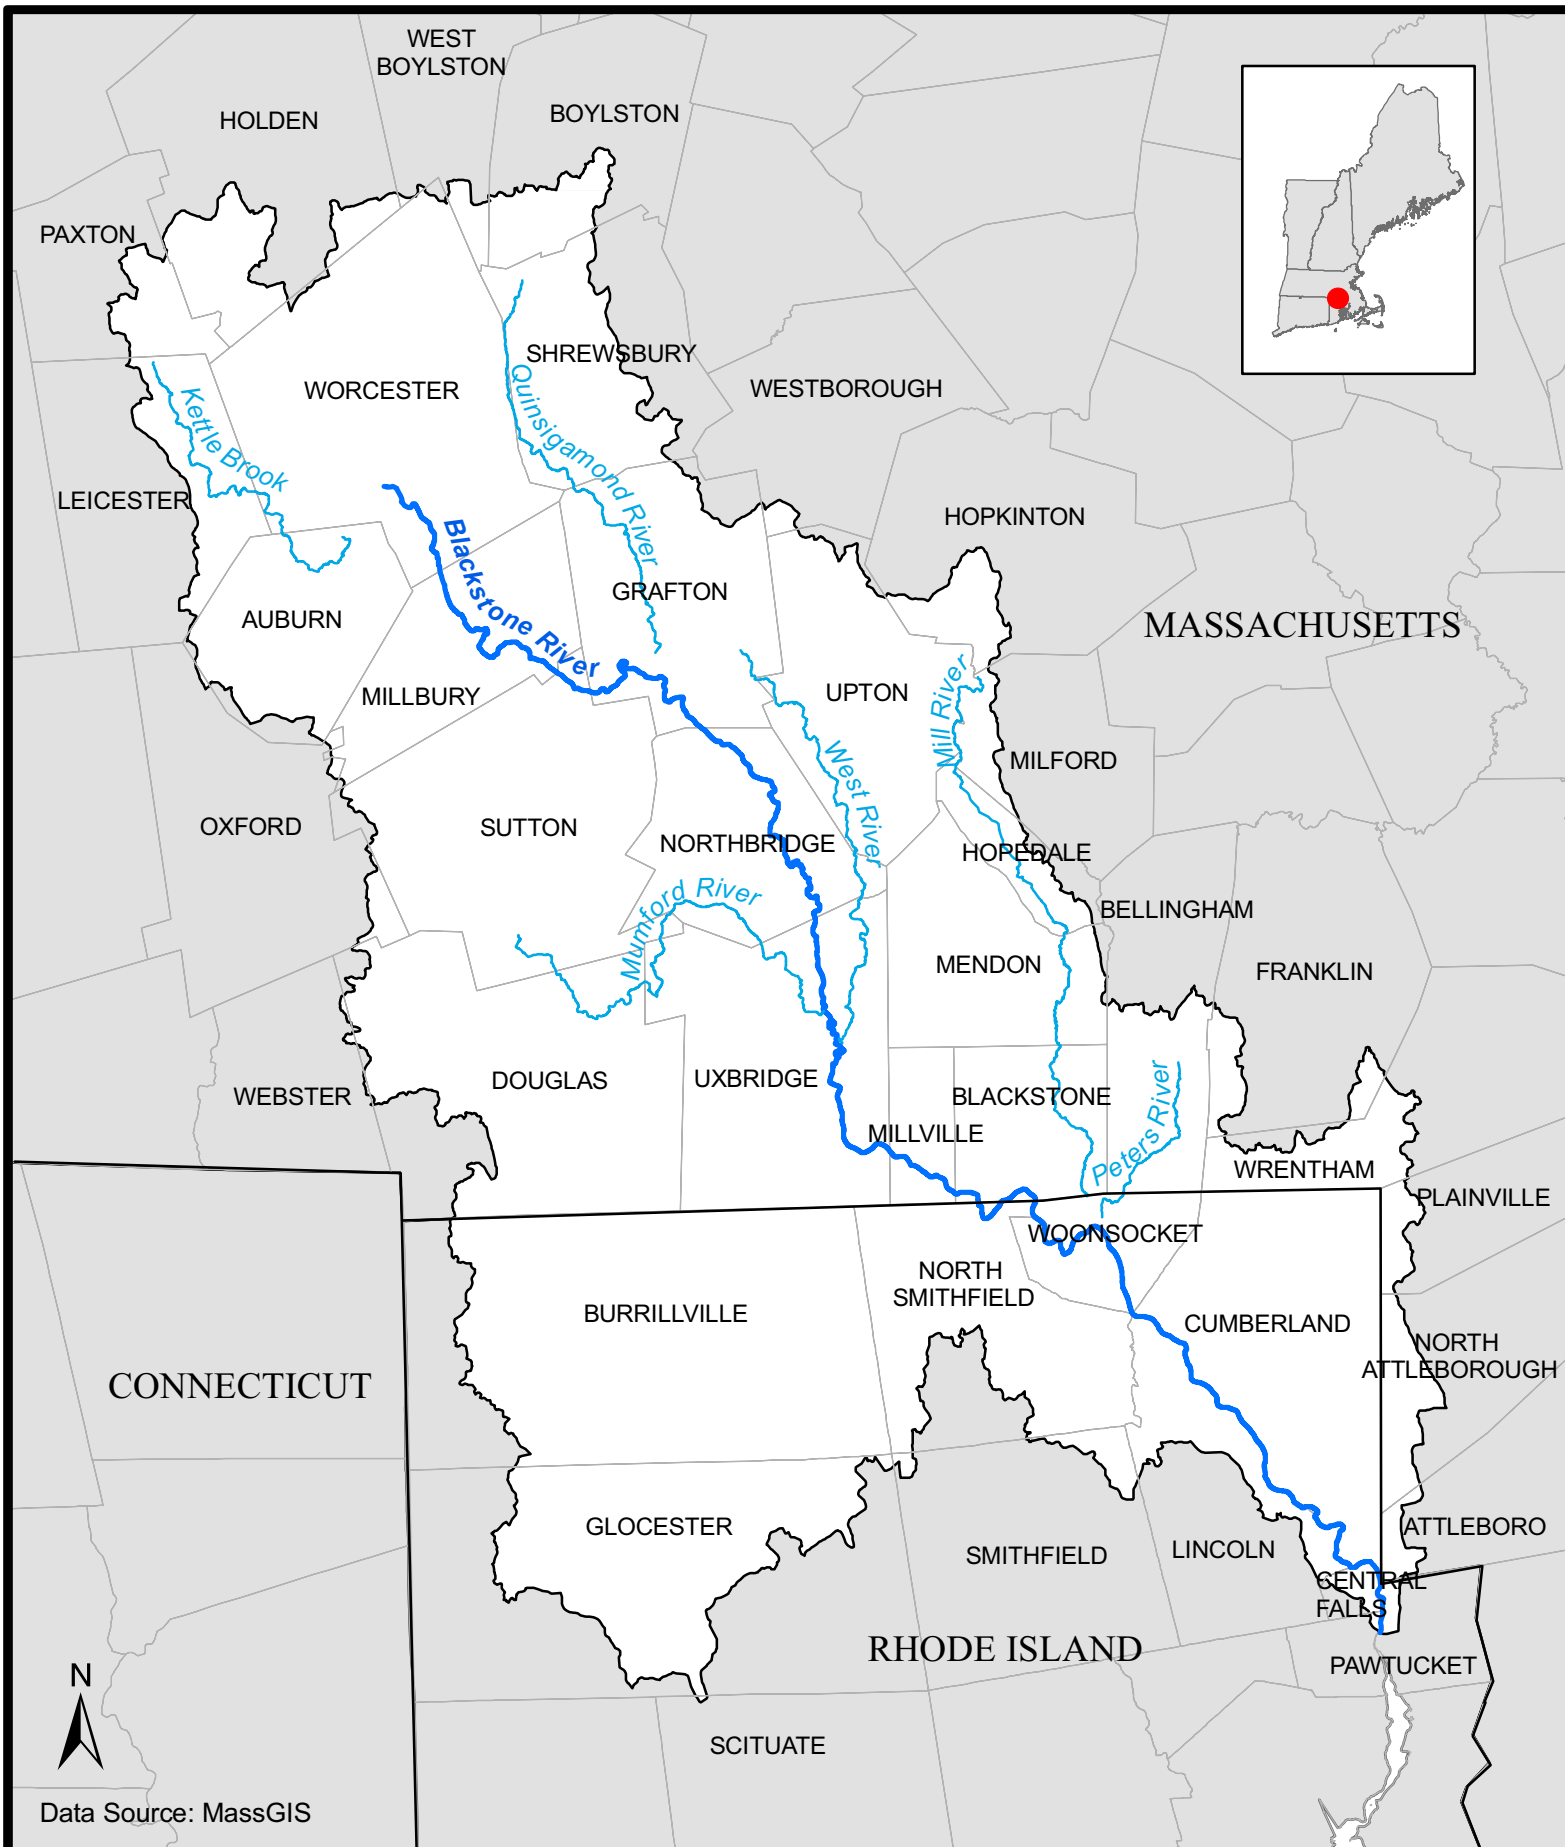 WEST
BOYLSTON
HOLDEN
BOYLSTON
PAXTON
SHREWSBURY
WORCESTER
WESTBOROUGH
Quinsigamond River
Kettle Brook
LEICESTER
HOPKINTON
Blackstone River
GRAFTON
AUBURN
MASSACHUSETTS
MILLBURY
UPTON
Mill River
MILFORD
West River
OXFORD
SUTTON
NORTHBRIDGE
HOPEDALE
Mumford River
BELLINGHAM
MENDON
FRANKLIN
DOUGLAS
UXBRIDGE
WEBSTER
BLACKSTONE
MILLVILLE
Peters River
WRENTHAM
PLAINVILLE
WOONSOCKET
NORTH
SMITHFIELD
BURRILLVILLE
CUMBERLAND
NORTH
ATTLEBOROUGH
CONNECTICUT
GLOCESTER
ATTLEBORO
SMITHFIELD
LINCOLN
CENTRAL
FALLS
RHODE ISLAND
PAWTUCKET
N
SCITUATE
Data Source: MassGIS